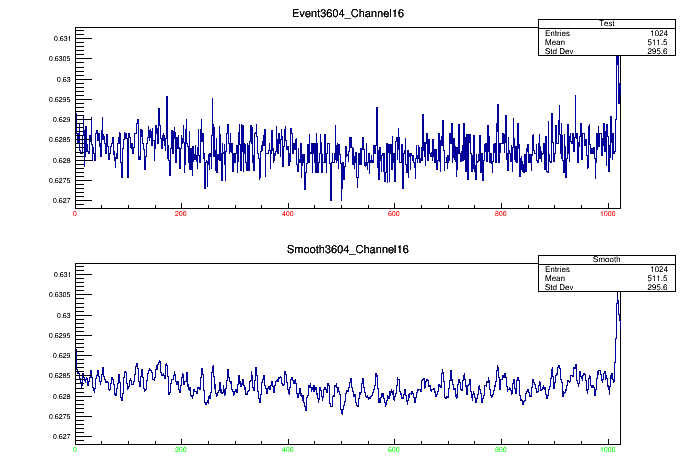 Event3604_Channel16
Test
Entries 1024
Mean 511.5
Std Dev 295.6
0.631
0.6305
0.63
0.6295
0.629
0.6285
0.628
0.6275
0.627
0 200 400 600 800 1000
Smooth3604_Channel16
Smooth
Entries 1024
Mean 511.5
Std Dev 295.6
0.631
0.6305
0.63
0.6295
0.629
0.6285
0.628
0.6275
0.627
0 200 400 600 800 1000